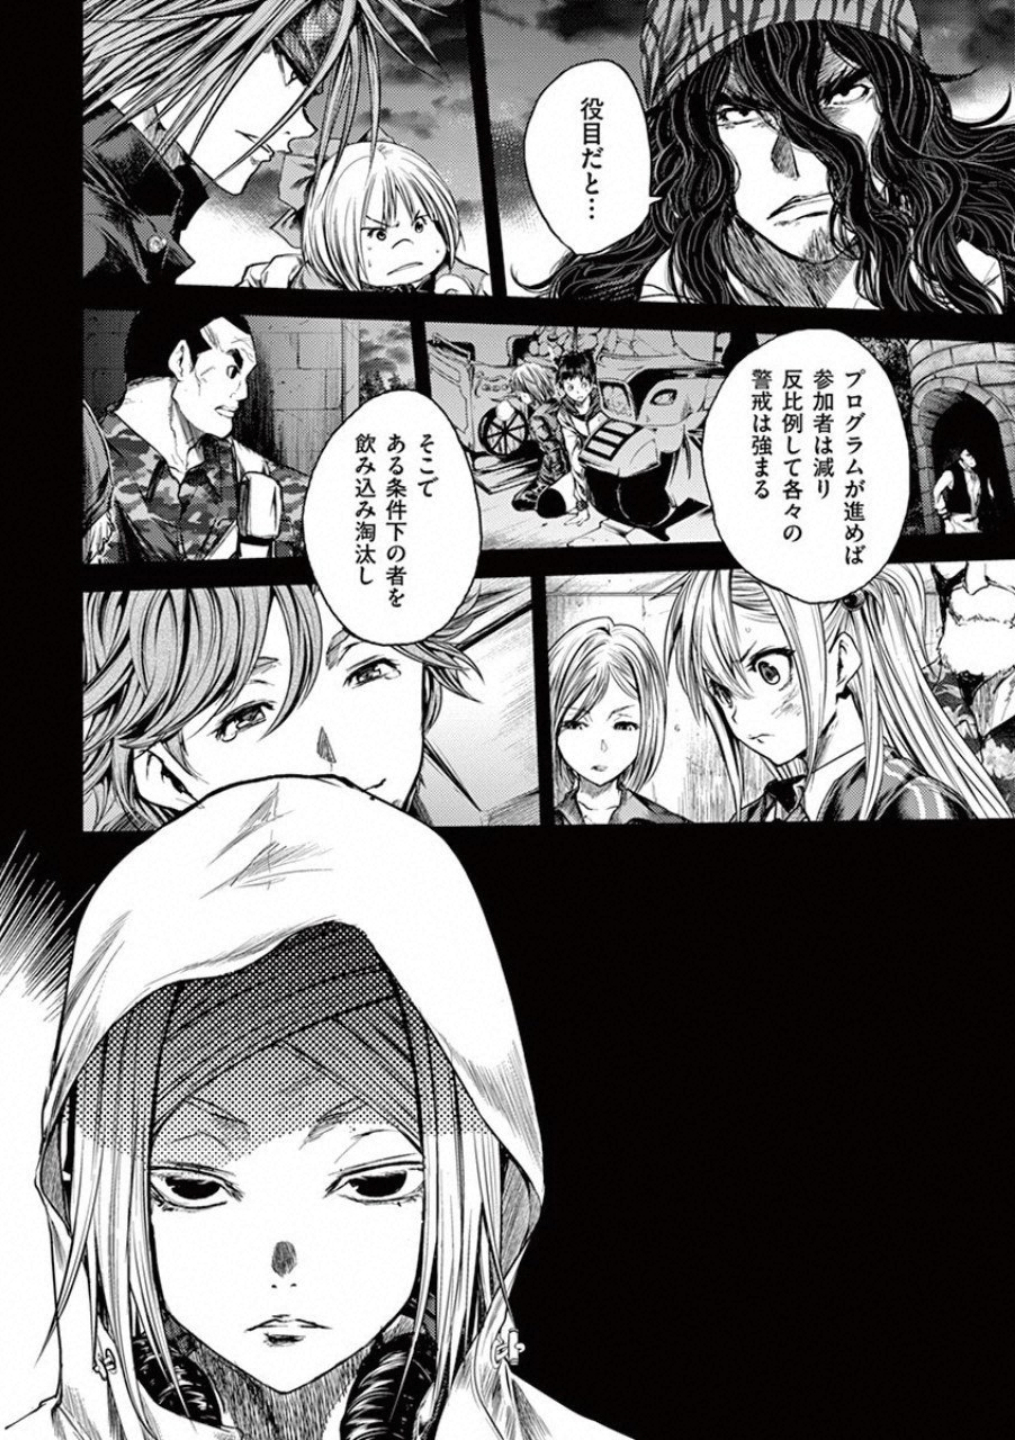 役目だと…
プログラムが進めば
参加者は減り
反比例して各々の
警戒は強まる
そこで
ある条件下の者を
飲み込み淘汰し